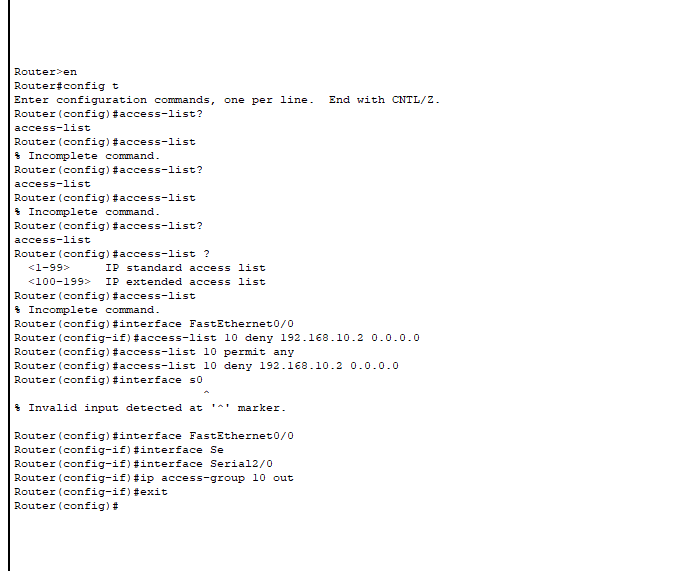 Router>en
Router#config t
Enter configuration commands, one per line.  End with CNTL/Z.
Router(config)#access-list?
access-list
Router(config)#access-list
% Incomplete command.
Router(config)#access-list?
access-list
Router(config)#access-list
% Incomplete command.
Router(config)#access-list?
access-list
Router(config)#access-list ?
  <1-99>     IP standard access list
  <100-199>  IP extended access list
Router(config)#access-list
% Incomplete command.
Router(config)#interface FastEthernet0/0
Router(config-if)#access-list 10 deny 192.168.10.2 0.0.0.0
Router(config)#access-list 10 permit any
Router(config)#access-list 10 deny 192.168.10.2 0.0.0.0
Router(config)#interface s0
                           ^
% Invalid input detected at '^' marker.
Router(config)#interface FastEthernet0/0
Router(config-if)#interface Se
Router(config-if)#interface Serial2/0
Router(config-if)#ip access-group 10 out
Router(config-if)#exit
Router(config)#